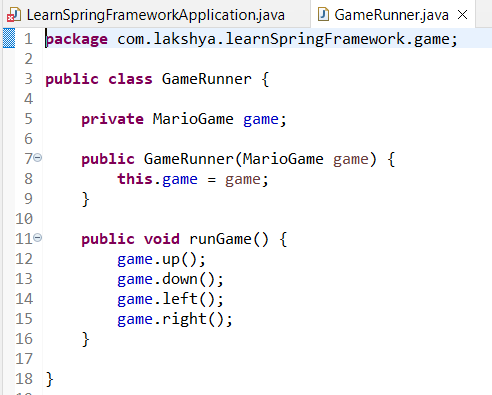 LearnSpringFrameworkApplication.java GameRunner.java
1 package com.lakshya.learnSpringFramework.game;
2
3 public class GameRunner {
4
5     private MarioGame game;
6
7     public GameRunner(MarioGame game) {
8         this.game = game;
9     }
10
11     public void runGame() {
12         game.up();
13         game.down();
14         game.left();
15         game.right();
16     }
17
18 }